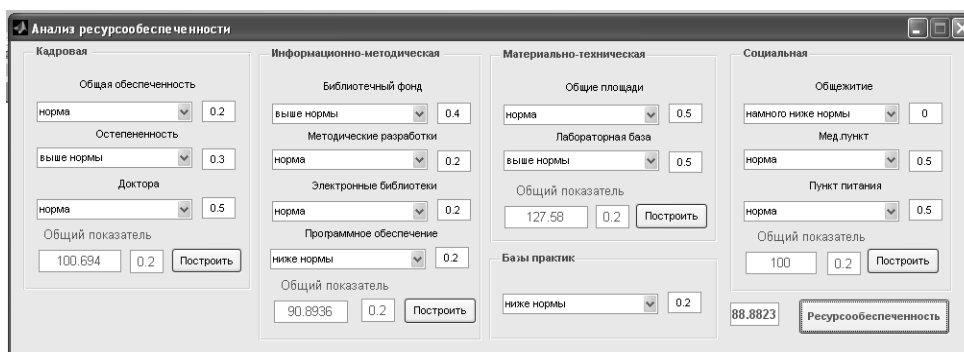 Анализ ресурсообеспеченности
Кадровая
Общая обеспеченность
норма 0.2
Остепененность
выше нормы 0.3
Доктора
норма 0.5
Общий показатель
100.694 0.2 Построить
Информационно-методическая
Библиотечный фонд
выше нормы 0.4
Методические разработки
норма 0.2
Электронные библиотеки
норма 0.2
Программное обеспечение
ниже нормы 0.2
Общий показатель
90.8936 0.2 Построить
Материально-техническая
Общие площади
норма 0.5
Лабораторная база
выше нормы 0.5
Общий показатель
127.58 0.2 Построить
Базы практик
ниже нормы 0.2
Социальная
Общежитие
намного ниже нормы 0
Мед.пункт
норма 0.5
Пункт питания
норма 0.5
Общий показатель
100 0.2 Построить
88.8823 Ресурсообеспеченность